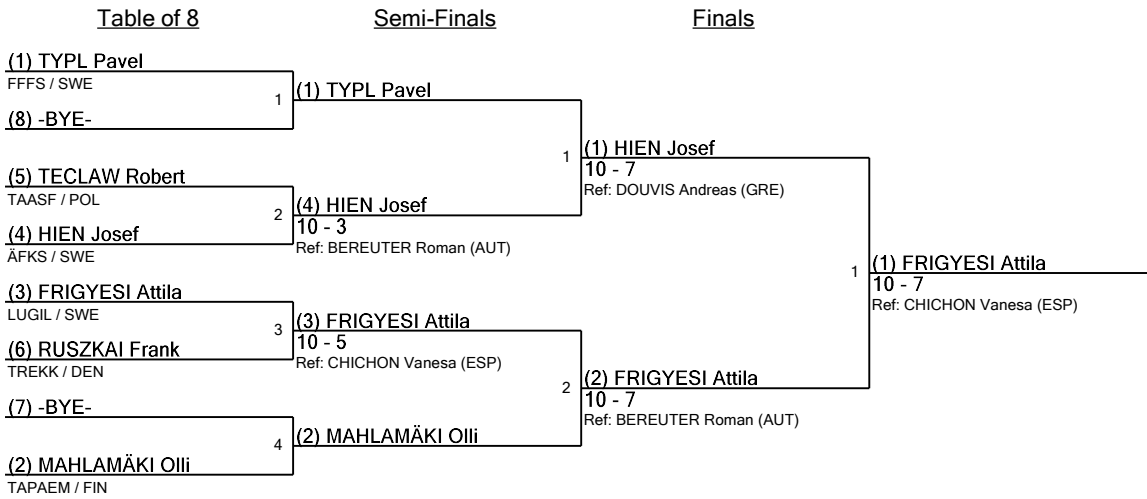 Table of 8
Semi-Finals
Finals
(1) TYPL Pavel
FFFS / SWE
1
(8) -BYE-
(5) TECLAW Robert
TAASF / POL
2
(4) HIEN Josef
ÄFKS / SWE
(3) FRIGYESI Attila
LUGIL / SWE
3
(6) RUSZKAI Frank
TREKK / DEN
(7) -BYE-
4
(2) MAHLAMÄKI Olli
TAPAEM / FIN
(1) TYPL Pavel
1
(4) HIEN Josef
10 - 3
Ref: BEREUTER Roman (AUT)
(3) FRIGYESI Attila
10 - 5
Ref: CHICHON Vanesa (ESP)
2
(2) MAHLAMÄKI Olli
(1) HIEN Josef
10 - 7
Ref: DOUVIS Andreas (GRE)
1
(2) FRIGYESI Attila
10 - 7
Ref: BEREUTER Roman (AUT)
(1) FRIGYESI Attila
10 - 7
Ref: CHICHON Vanesa (ESP)